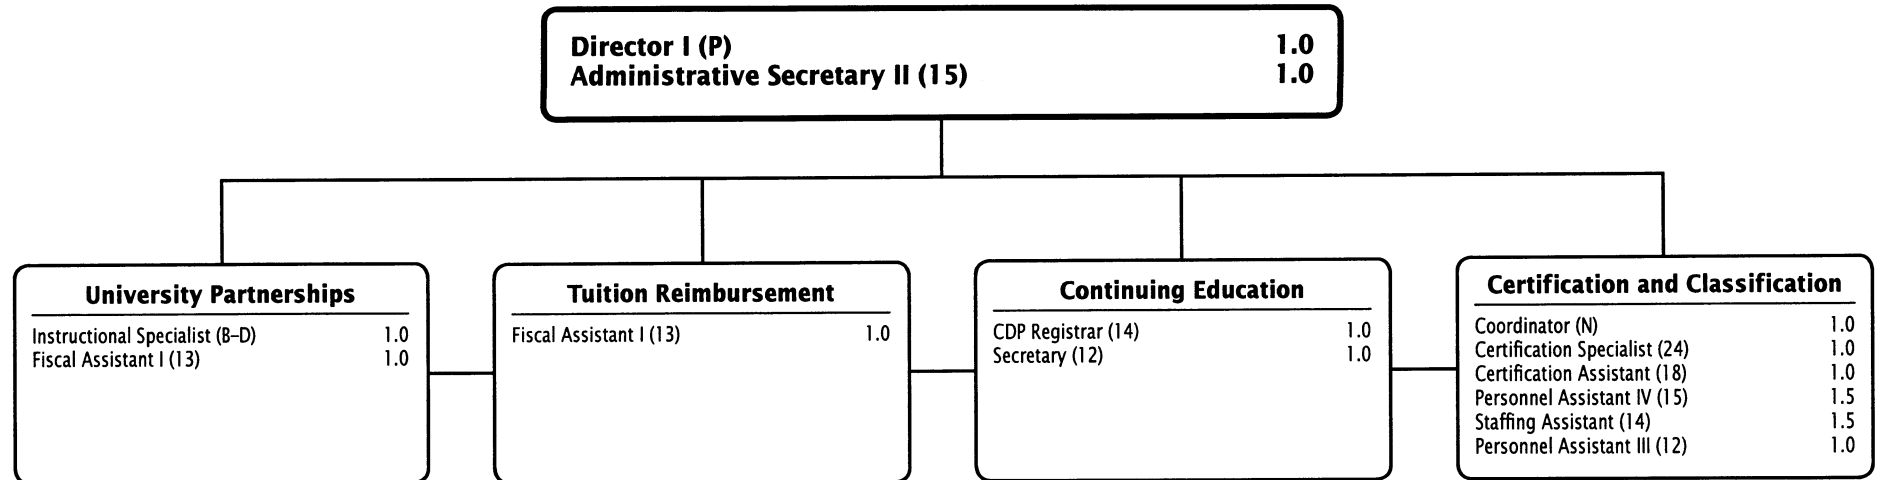 Director I (P) 1.0
Administrative Secretary II (15) 1.0
University Partnerships
Instructional Specialist (B–D) 1.0
Fiscal Assistant I (13) 1.0
Tuition Reimbursement
Fiscal Assistant I (13) 1.0
Continuing Education
CDP Registrar (14) 1.0
Secretary (12) 1.0
Certification and Classification
Coordinator (N) 1.0
Certification Specialist (24) 1.0
Certification Assistant (18) 1.0
Personnel Assistant IV (15) 1.5
Staffing Assistant (14) 1.5
Personnel Assistant III (12) 1.0